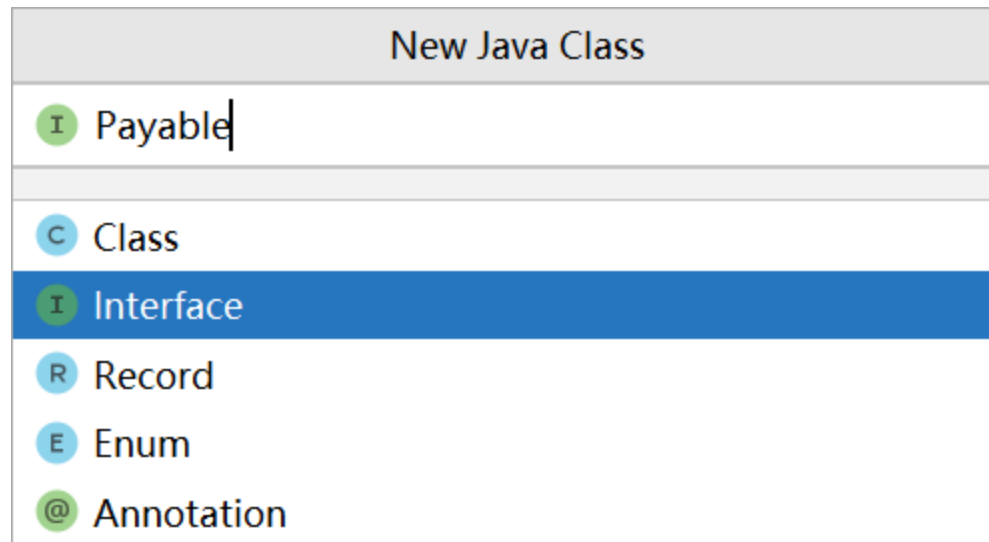 New Java Class
I Payable
C Class
I Interface
R Record
E Enum
@ Annotation